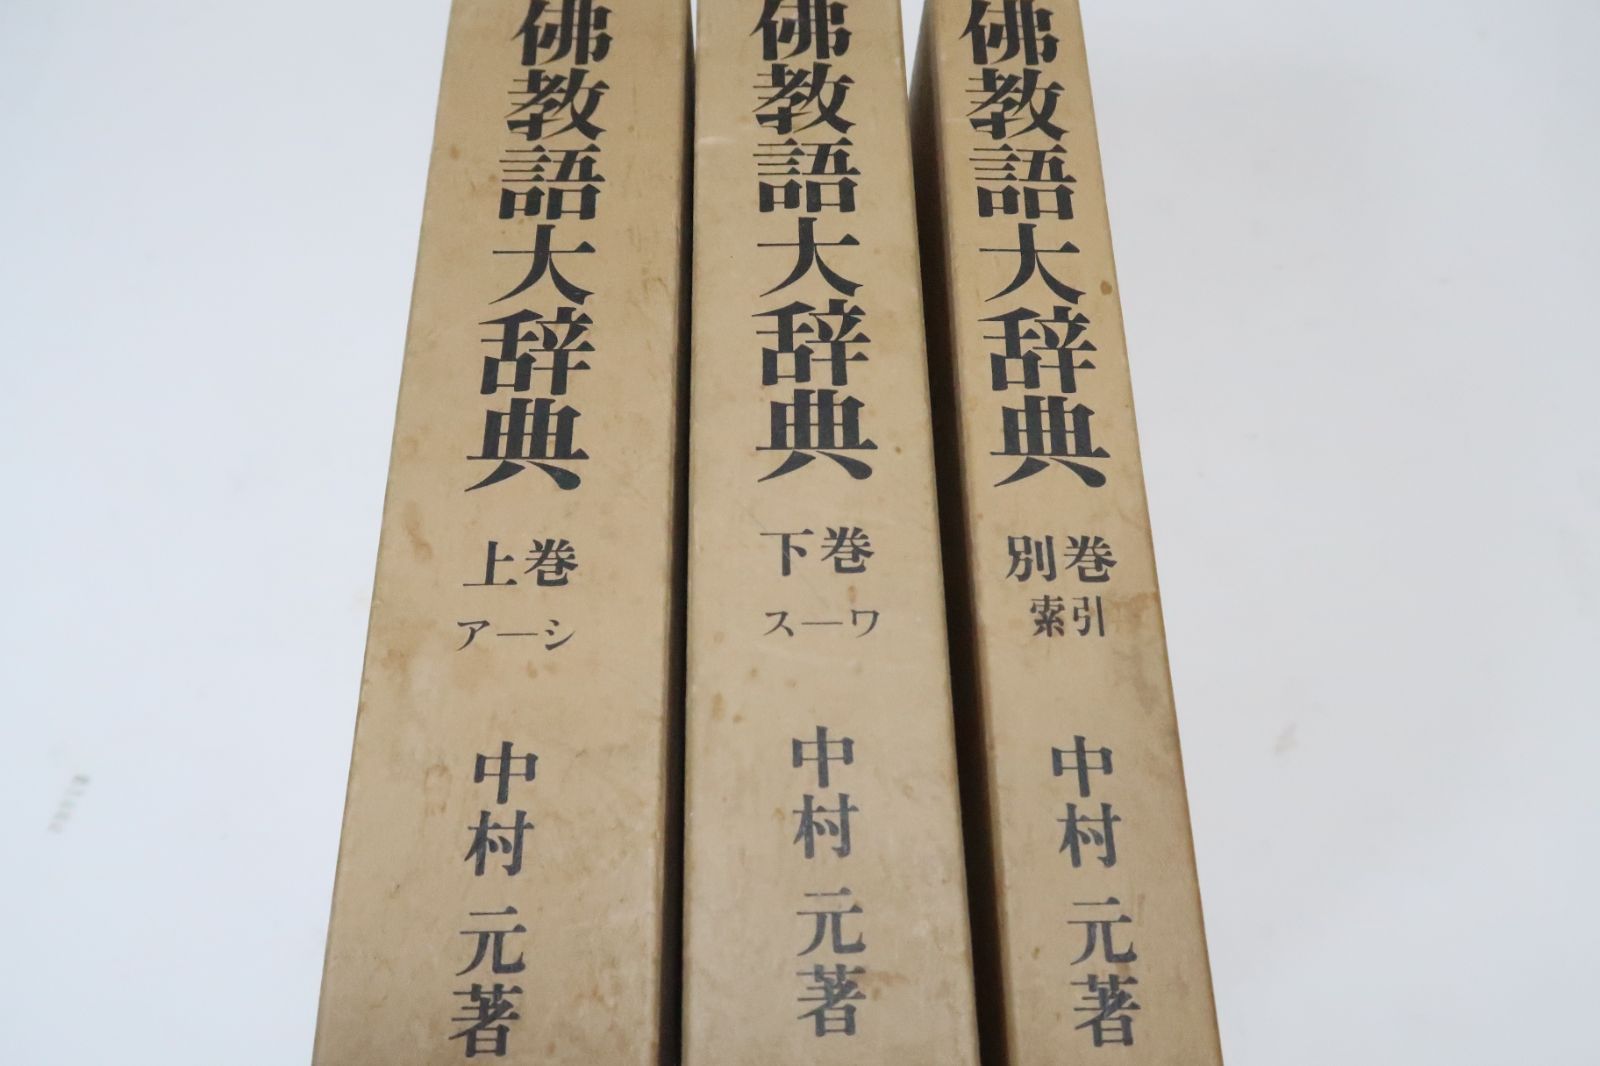 佛教語大辞典
上巻
ア―シ
中村元著
佛教語大辞典
下巻
ス―ワ
中村元著
佛教語大辞典
別巻
索引
中村元著